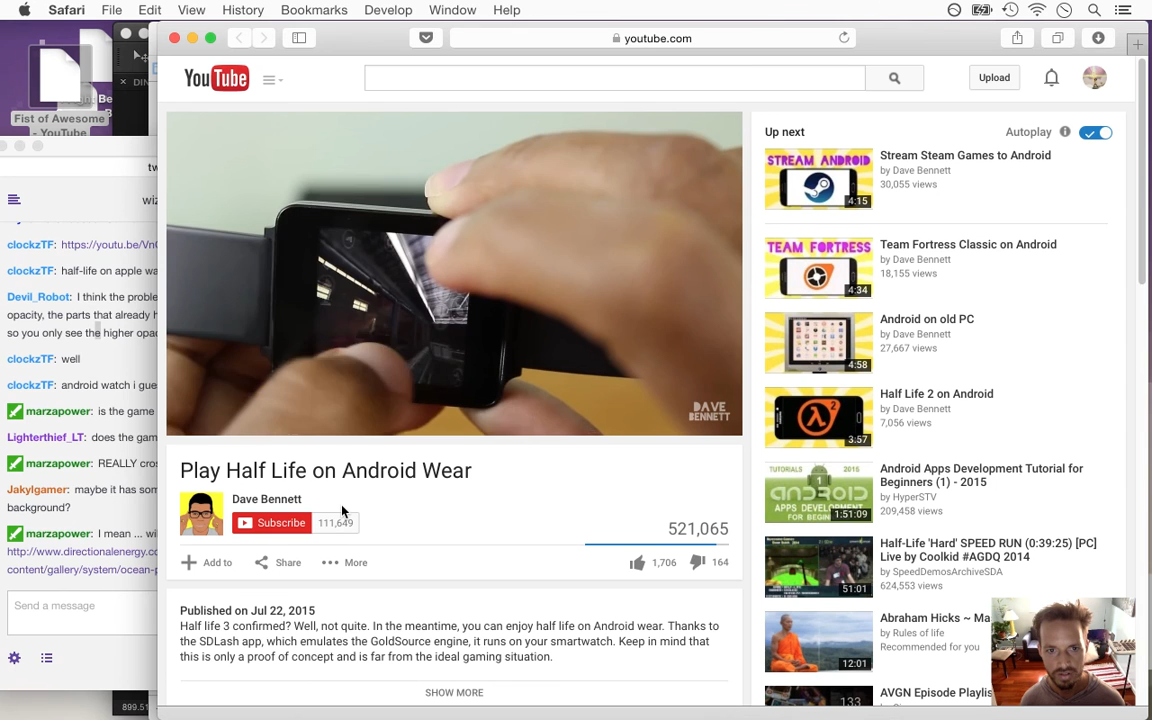 Safari File Edit View History Bookmarks Develop Window Help
Fist of Awesome
- YouTube
youtube.com
YouTube
Upload
clockzTF: https://youtu.be/Vn
clockzTF: half-life on apple wa
Devil_Robot: I think the proble
opacity, the parts that already h
so you only see the higher opac
clockzTF: well
clockzTF: android watch i gues
marzapower: is the game
Lighterthief_LT: does the gam
marzapower: REALLY cros
Jakylgamer: maybe it has som
background?
marzapower: I mean ... wi
http://www.directionalenergy.co
content/gallery/system/ocean-p
Send a message
DAVE
BENNETT
Play Half Life on Android Wear
Dave Bennett
Subscribe 111,649
521,065
Add to Share More
1,706 164
Published on Jul 22, 2015
Half life 3 confirmed? Well, not quite. In the meantime, you can enjoy half life on Android wear. Thanks to
the SDLash app, which emulates the GoldSource engine, it runs on your smartwatch. Keep in mind that
this is only a proof of concept and is far from the ideal gaming situation.
SHOW MORE
Up next Autoplay
STREAM ANDROID
4:15
Stream Steam Games to Android
by Dave Bennett
30,055 views
TEAM FORTRESS
4:34
Team Fortress Classic on Android
by Dave Bennett
18,155 views
4:58
Android on old PC
by Dave Bennett
27,667 views
3:57
Half Life 2 on Android
by Dave Bennett
7,056 views
TUTORIALS 2015
ANDROID
1:51:09
Android Apps Development Tutorial for
Beginners (1) - 2015
by HyperSTV
209,458 views
51:01
Half-Life 'Hard' SPEED RUN (0:39:25) [PC]
Live by Coolkid #AGDQ 2014
by SpeedDemosArchiveSDA
624,553 views
12:01
Abraham Hicks ~ Ma
by Rules of life
Recommended for you
133
AVGN Episode Playlis